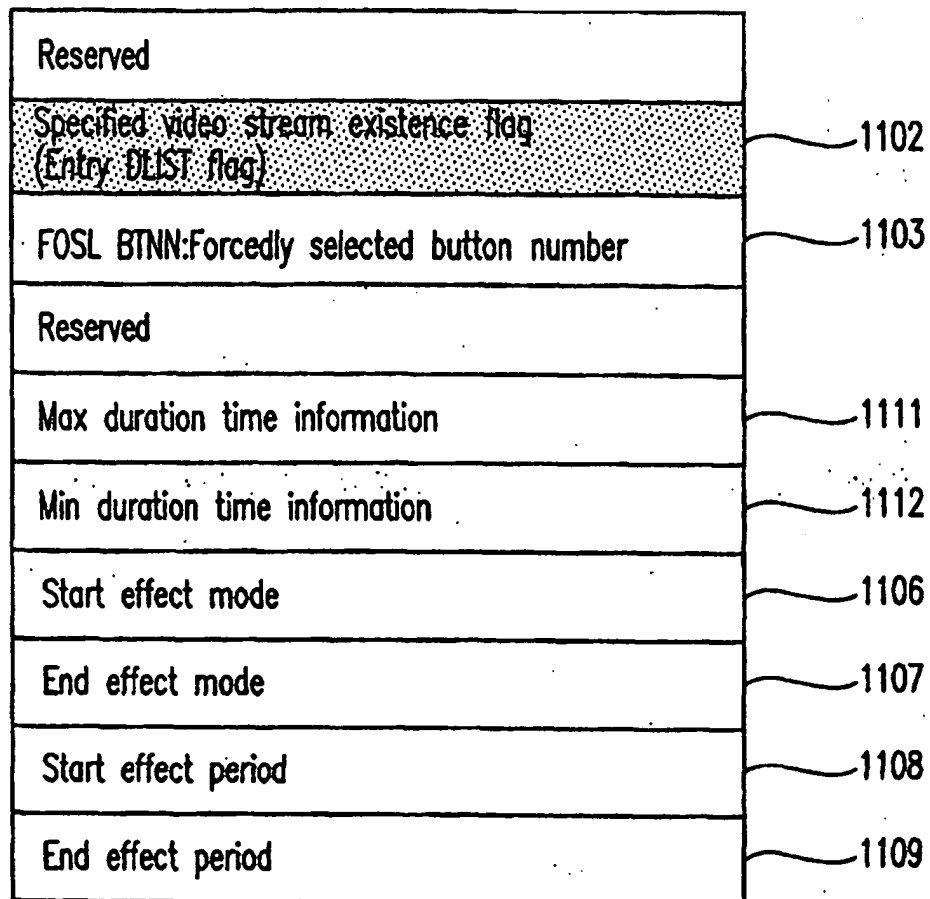 Reserved
Specified video stream existence flag 1102
(Entry DLIST flag)
FOSL BTNN:Forcedly selected button number 1103
Reserved
Max duration time information 1111
Min duration time information 1112
Start effect mode 1106
End effect mode 1107
Start effect period 1108
End effect period 1109